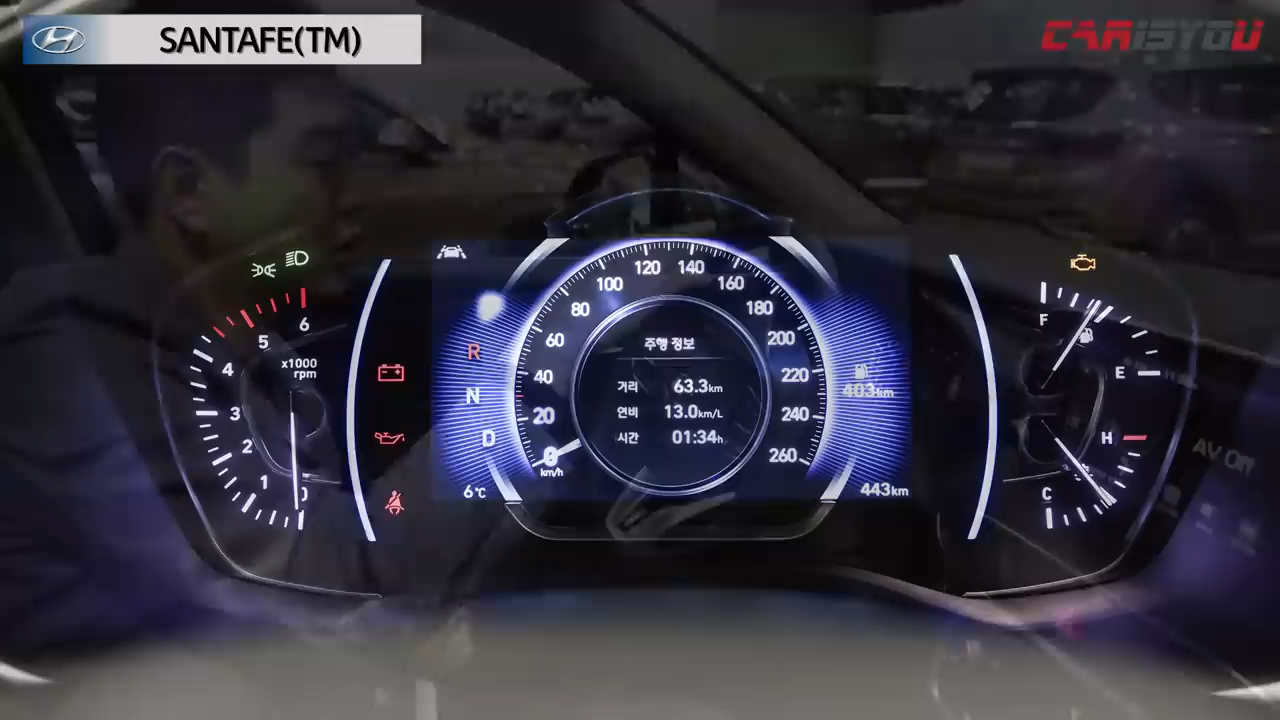 SANTAFE(TM)
CARISYOU
6
5
4
3
2
1
0
x1000
rpm
R
N
D
6℃
0
20
40
60
80
100
120
140
160
180
200
220
240
260
km/h
주행 정보
거리 63.3km
연비 13.0km/L
시간 01:34h
403km
443km
F
E
H
C
AV Off